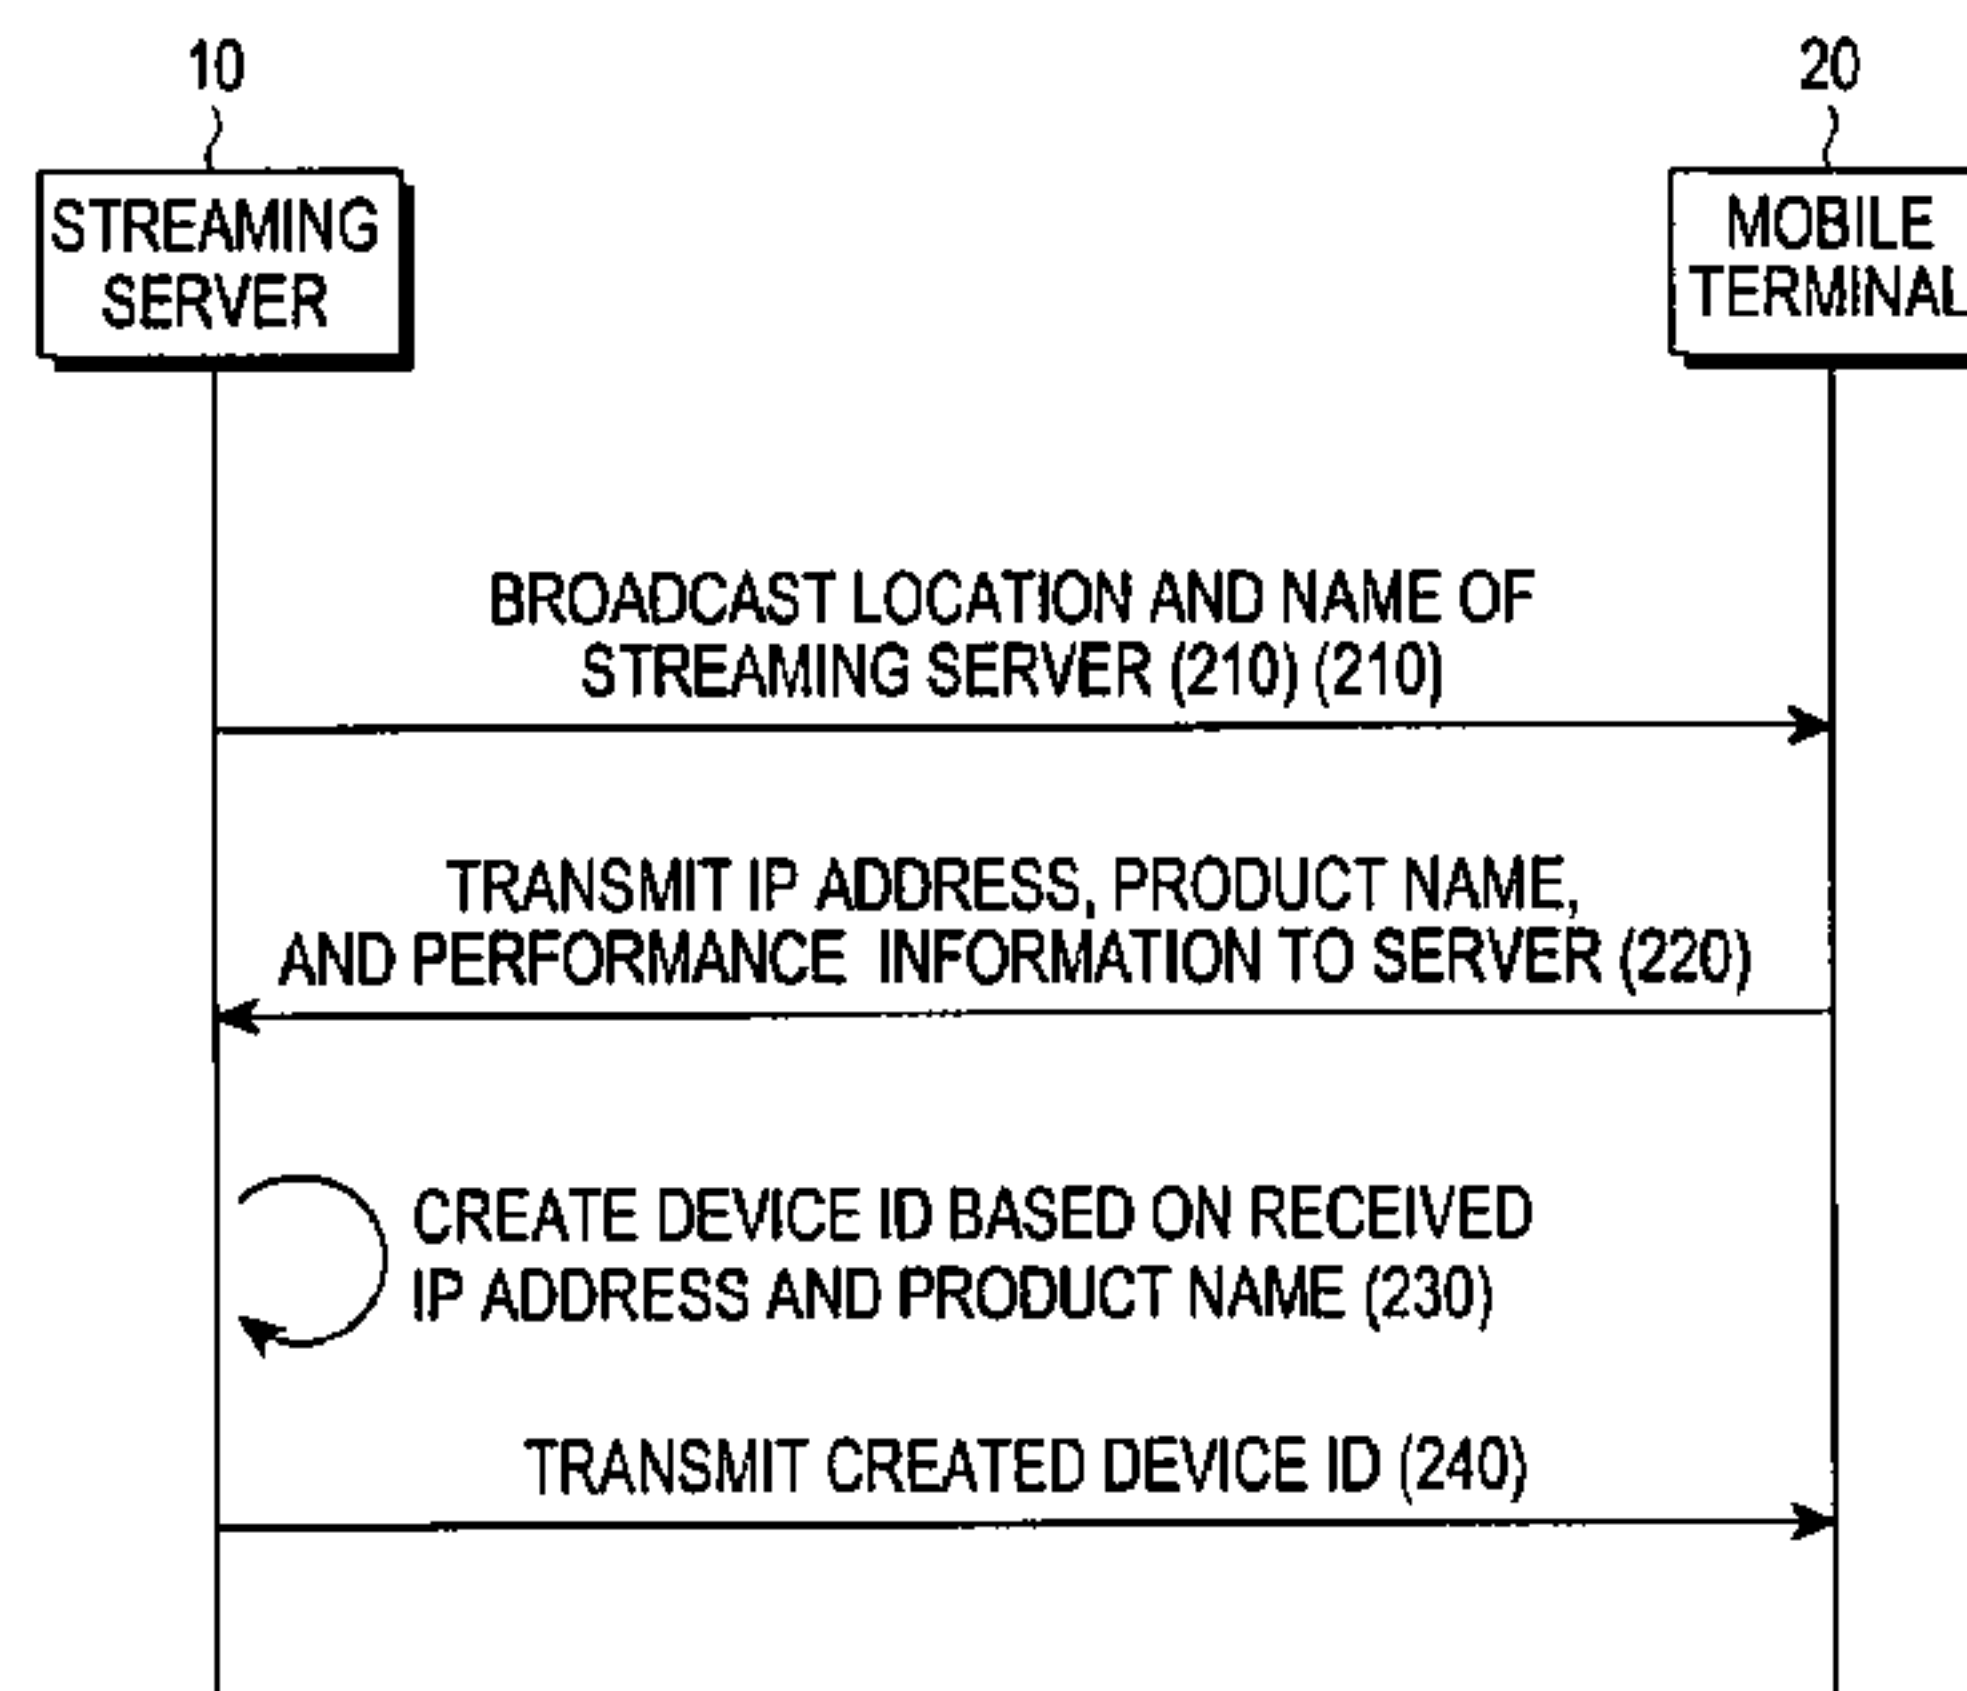 10
20
STREAMING
SERVER
MOBILE
TERMINAL
BROADCAST LOCATION AND NAME OF
STREAMING SERVER (210) (210)
TRANSMIT IP ADDRESS, PRODUCT NAME,
AND PERFORMANCE INFORMATION TO SERVER (220)
CREATE DEVICE ID BASED ON RECEIVED
IP ADDRESS AND PRODUCT NAME (230)
TRANSMIT CREATED DEVICE ID (240)